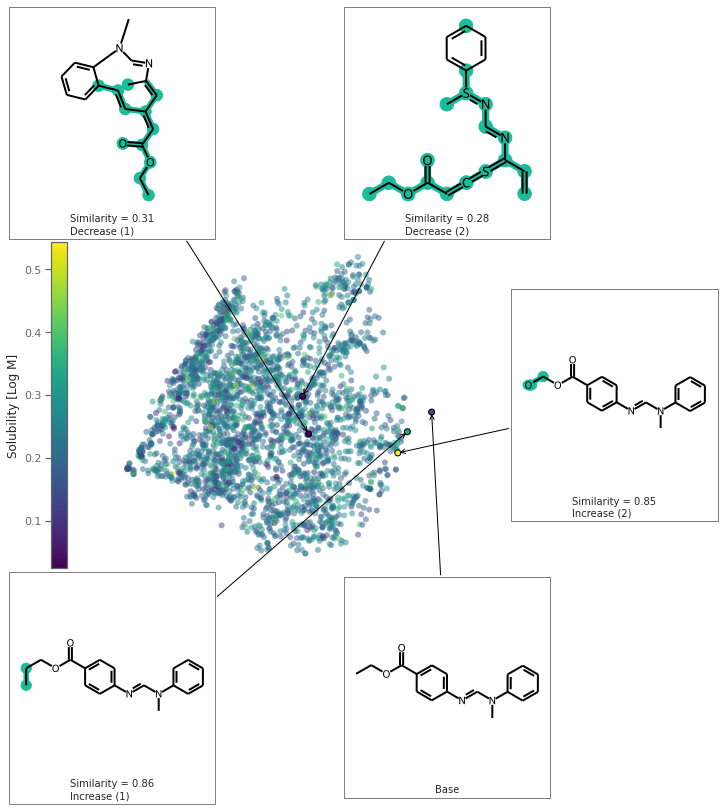 N
N
O
O
Similarity = 0.31
Decrease (1)
S
N
N
O
S
C
O
Similarity = 0.28
Decrease (2)
0.5
0.4
0.3
0.2
0.1
Solubility [Log M]
O
O
O
N
N
Similarity = 0.85
Increase (2)
O
O
N
N
Similarity = 0.86
Increase (1)
O
O
N
N
Base